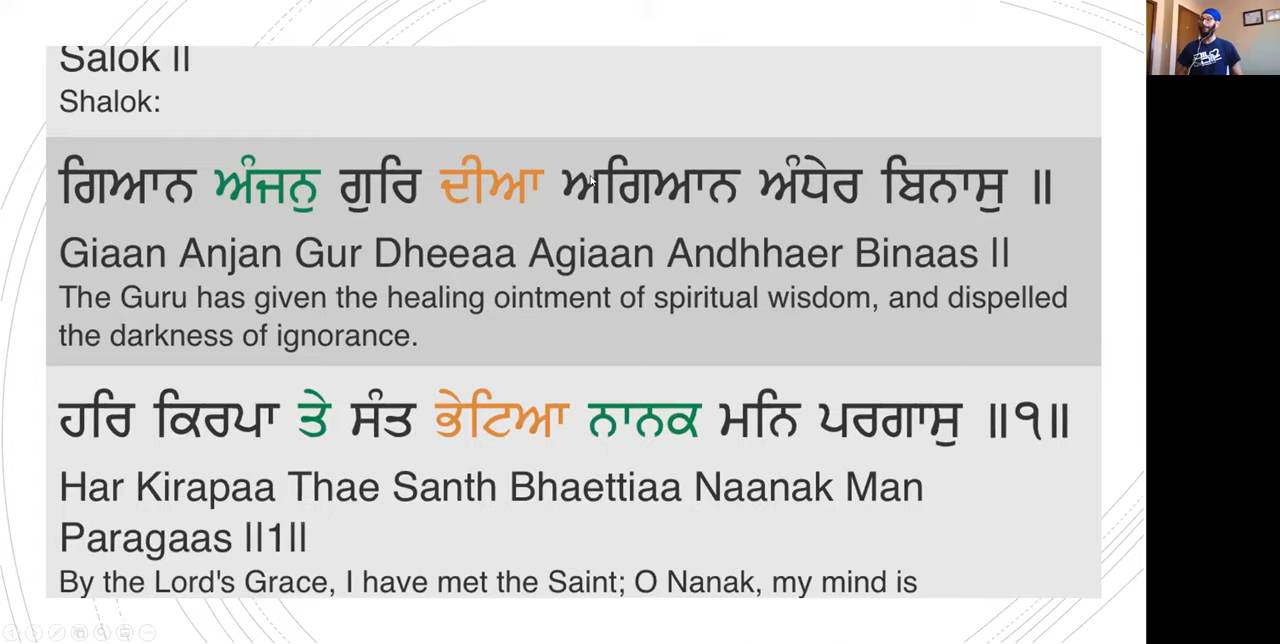 Salok ||
Shalok:
ਗਿਆਨ ਅੰਜਨੁ ਗੁਰਿ ਦੀਆ ਅਗਿਆਨ ਅੰਧੇਰ ਬਿਨਾਸੁ ॥
Giaan Anjan Gur Dheeaa Agiaan Andhhaer Binaas ||
The Guru has given the healing ointment of spiritual wisdom, and dispelled
the darkness of ignorance.
ਹਰਿ ਕਿਰਪਾ ਤੇ ਸੰਤ ਭੇਟਿਆ ਨਾਨਕ ਮਨਿ ਪਰਗਾਸੁ ॥੧॥
Har Kirapaa Thae Santh Bhaettiaa Naanak Man
Paragaas ||1||
By the Lord's Grace, I have met the Saint; O Nanak, my mind is